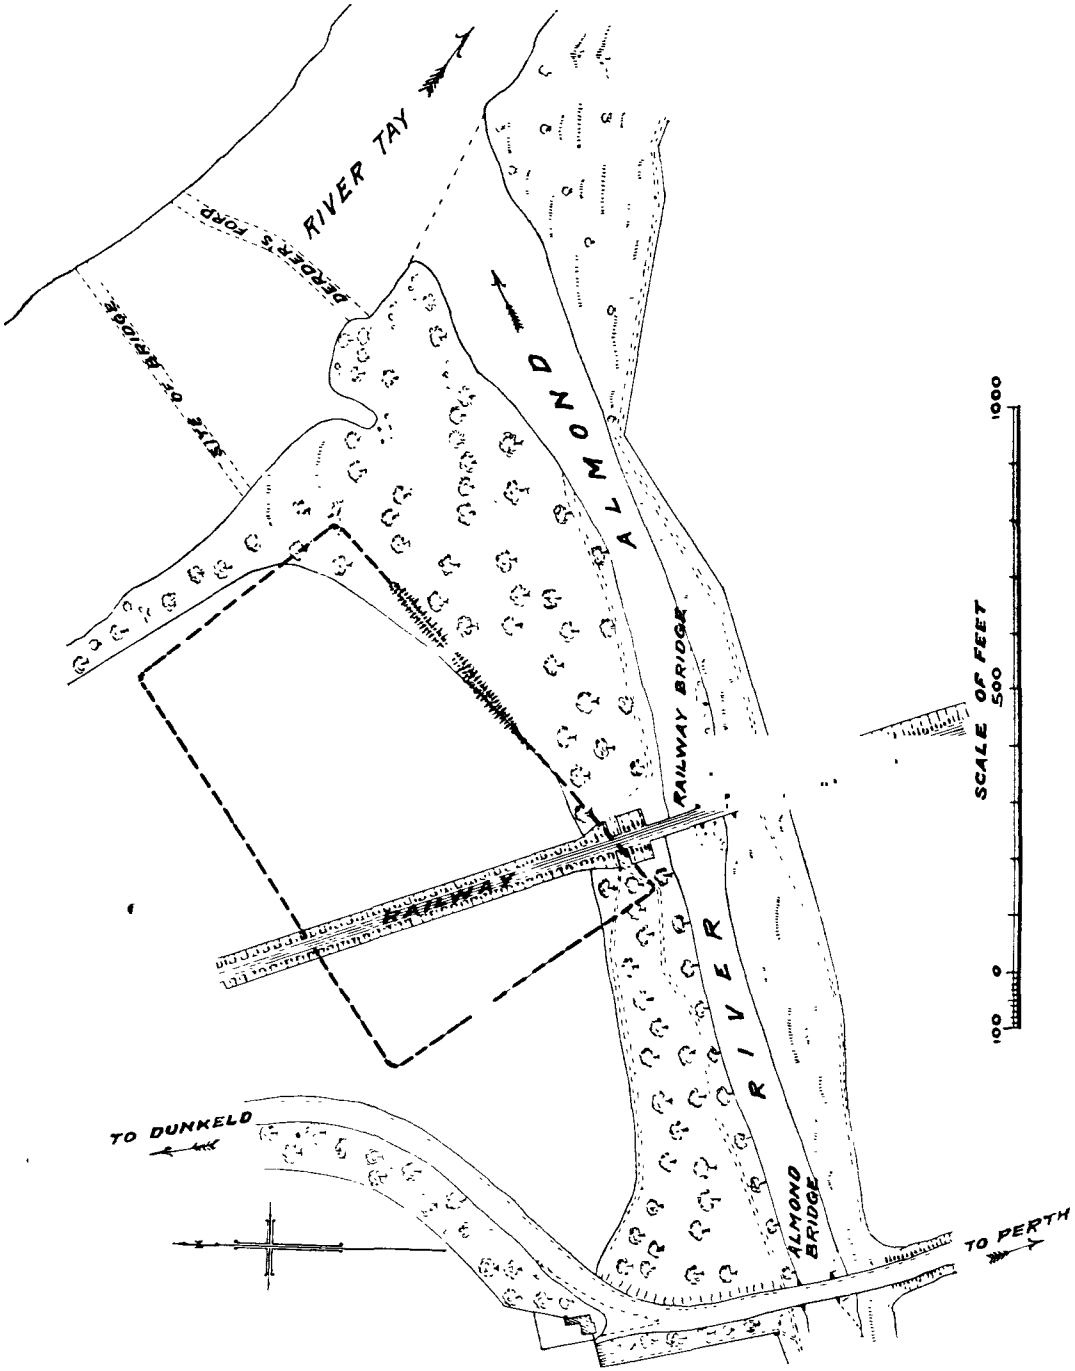 RIVER TAY
DERDER'S FORD
SITE OF BRIDGE
ALMOND
RAILWAY BRIDGE
SCALE OF FEET
1000
500
0
100
RAILWAY
RIVER
TO DUNKELD
N
ALMOND
BRIDGE
TO PERTH